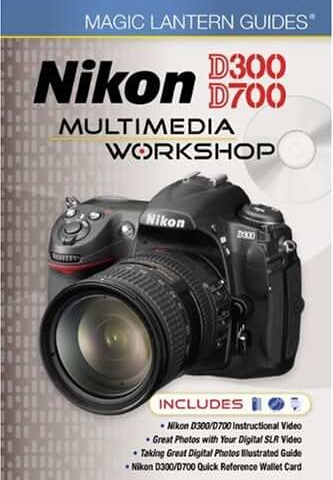 MAGIC LANTERN GUIDES®
Nikon D300
D700
MULTIMEDIA
WORKSHOP
Nikon
D300
INCLUDES
• Nikon D300/D700 Instructional Video
• Great Photos with Your Digital SLR Video
• Taking Great Digital Photos Illustrated Guide
• Nikon D300/D700 Quick Reference Wallet Card